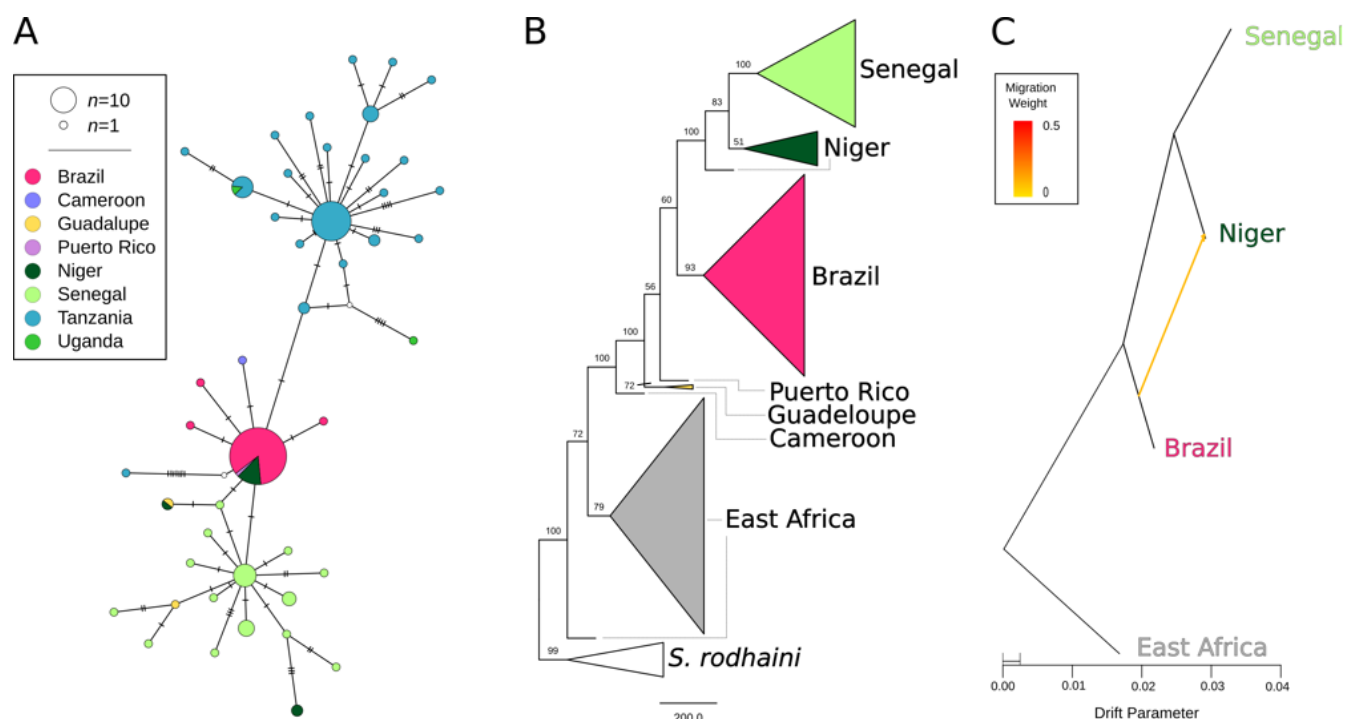 A
n=10
n=1
Brazil
Cameroon
Guadalupe
Puerto Rico
Niger
Senegal
Tanzania
Uganda
B
100
Senegal
83
100
51
Niger
60
93
Brazil
56
100
100
72
Puerto Rico
Guadeloupe
Cameroon
72
79
East Africa
100
99
S. rodhaini
200.0
C
Migration
Weight
0.5
0
Senegal
Niger
Brazil
East Africa
0.00 0.01 0.02 0.03 0.04
Drift Parameter